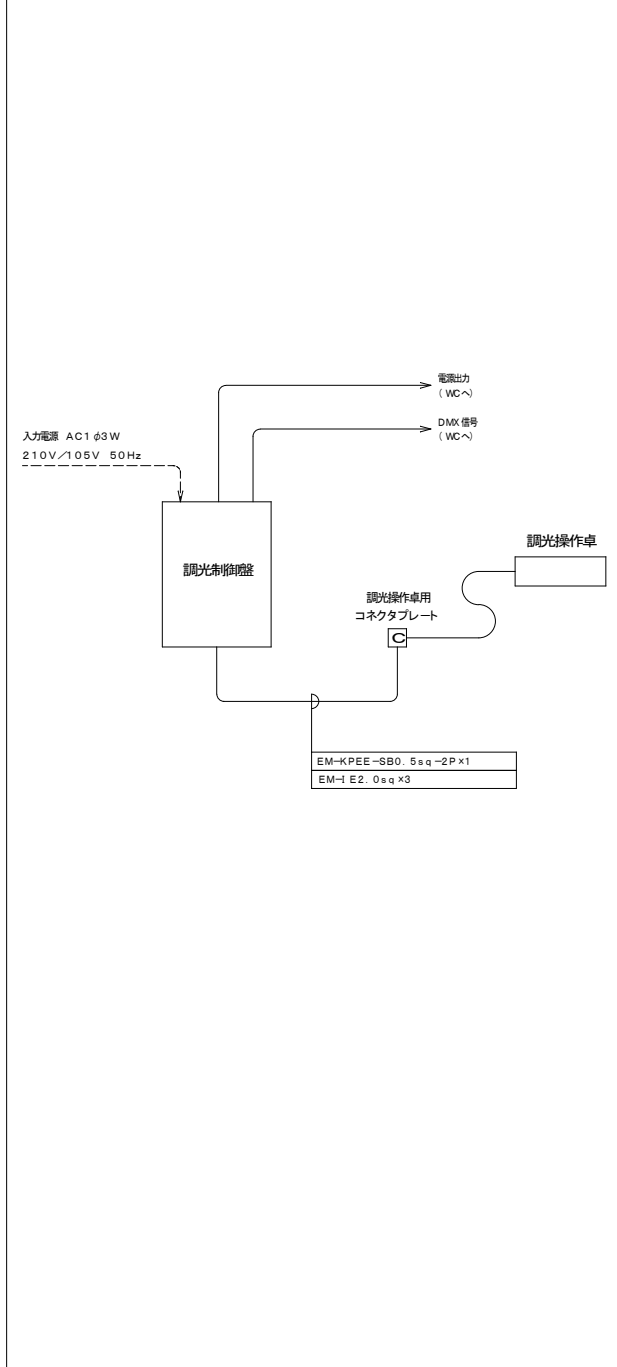 電源出力
(WCへ)
DMX信号
(WCへ)
入力電源 AC1φ3W
210V/105V 50Hz
調光操作卓
調光制御盤
調光操作卓用
コネクタプレート
C
EM-KPEE-SB0.5sq-2P×1
EM-IE2.0sq×3